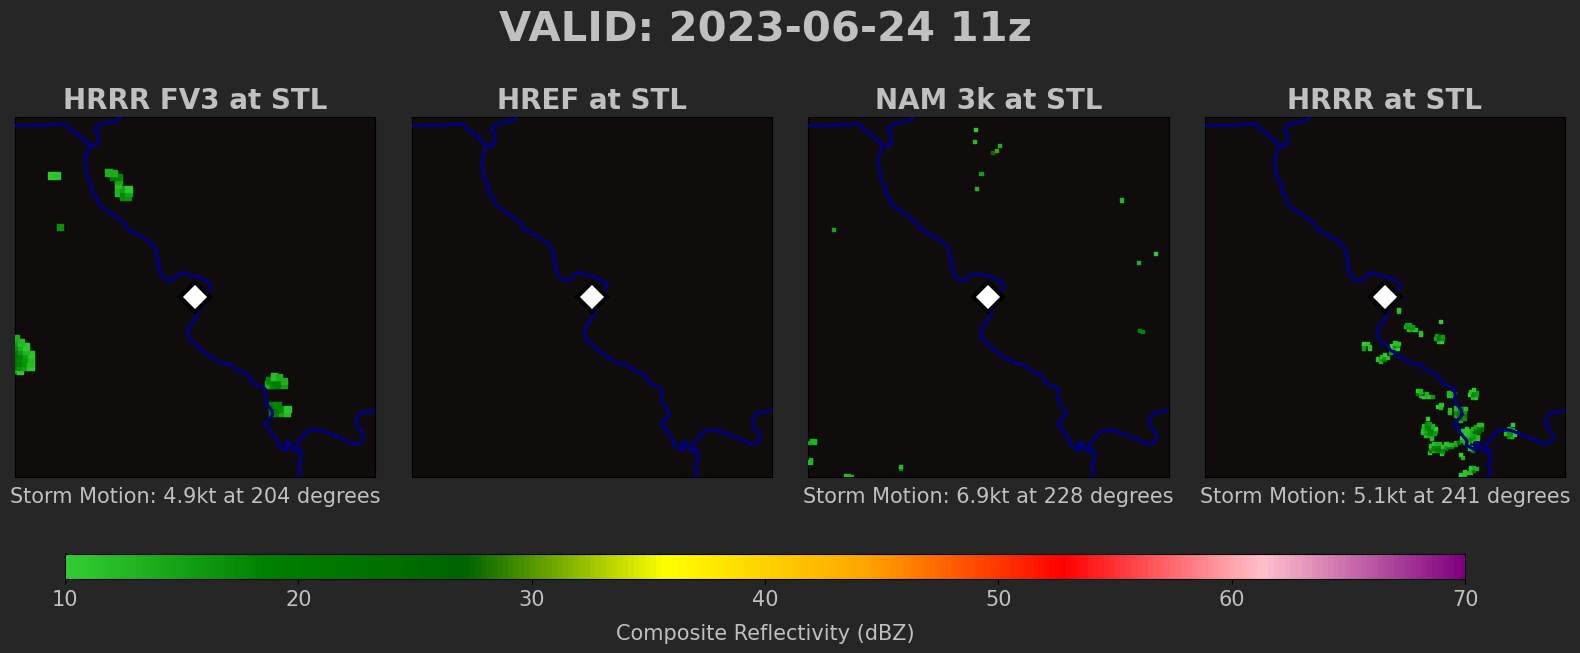 VALID: 2023-06-24 11z
HRRR FV3 at STL
HREF at STL
NAM 3k at STL
HRRR at STL
Storm Motion: 4.9kt at 204 degrees
Storm Motion: 6.9kt at 228 degrees
Storm Motion: 5.1kt at 241 degrees
10 20 30 40 50 60 70
Composite Reflectivity (dBZ)